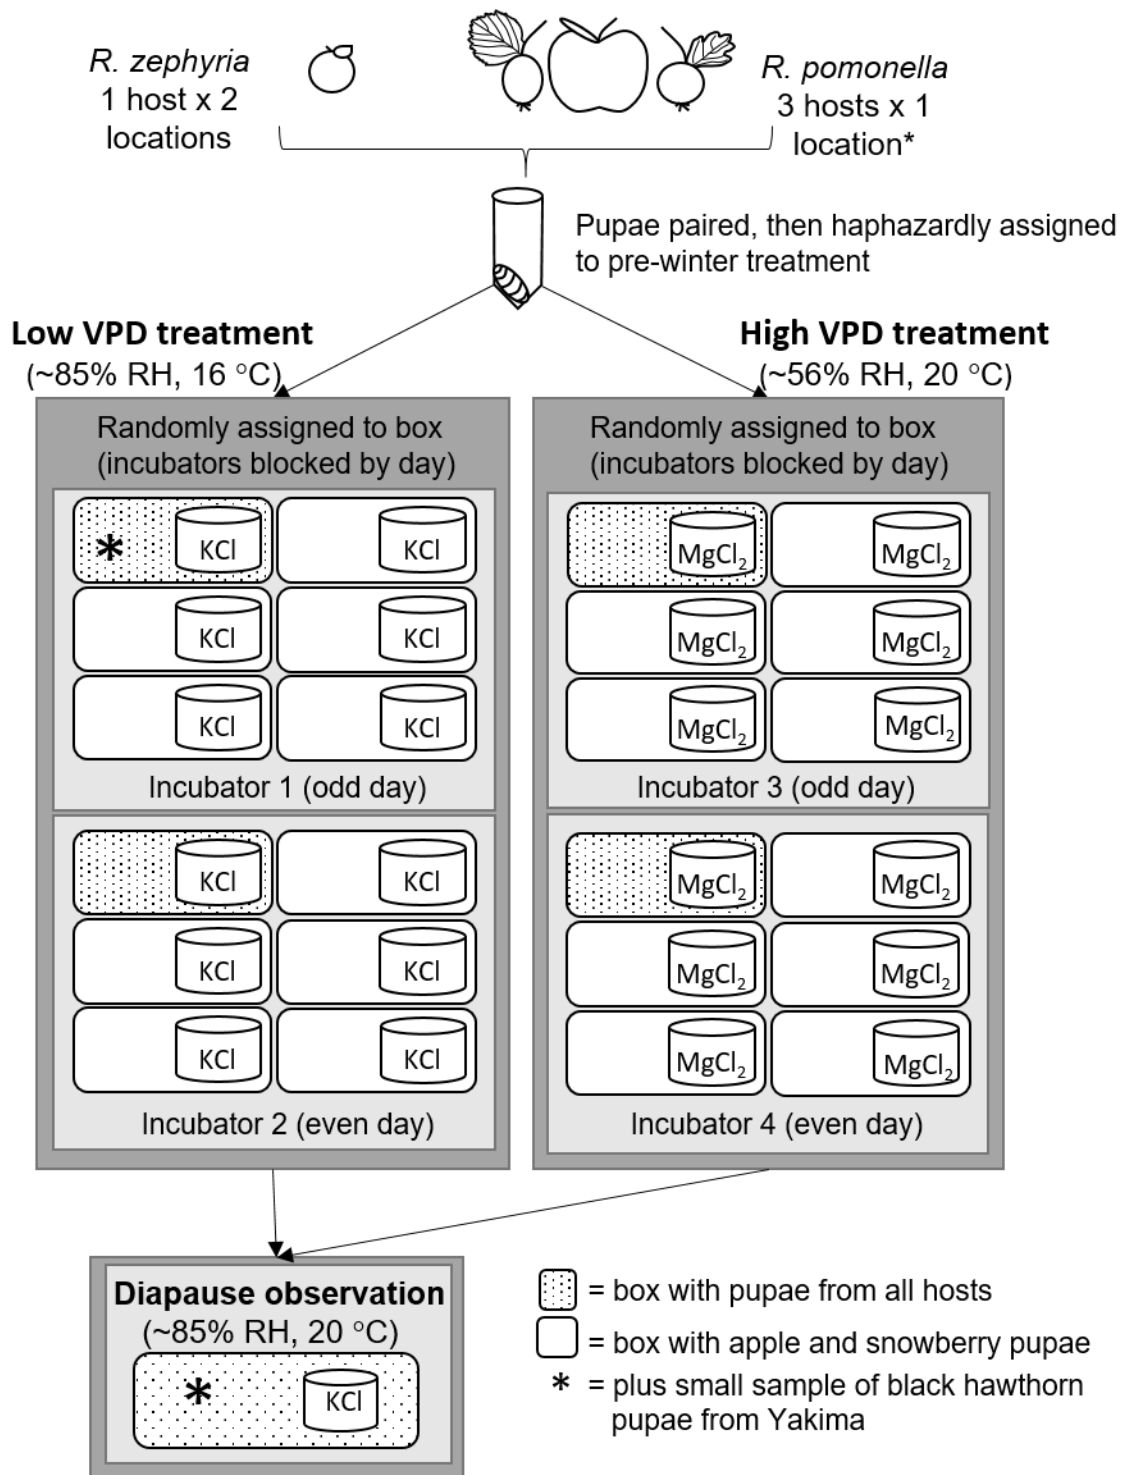 R. zephyria
1 host x 2
locations
R. pomonella
3 hosts x 1
location*
Pupae paired, then haphazardly assigned
to pre-winter treatment
Low VPD treatment
(~85% RH, 16 °C)
High VPD treatment
(~56% RH, 20 °C)
Randomly assigned to box
(incubators blocked by day)
* KCl KCl
KCl KCl
KCl KCl
Incubator 1 (odd day)
KCl KCl
KCl KCl
KCl KCl
Incubator 2 (even day)
Randomly assigned to box
(incubators blocked by day)
MgCl₂ MgCl₂
MgCl₂ MgCl₂
MgCl₂ MgCl₂
Incubator 3 (odd day)
MgCl₂ MgCl₂
MgCl₂ MgCl₂
MgCl₂ MgCl₂
Incubator 4 (even day)
Diapause observation
(~85% RH, 20 °C)
* KCl
= box with pupae from all hosts
= box with apple and snowberry pupae
* = plus small sample of black hawthorn
pupae from Yakima